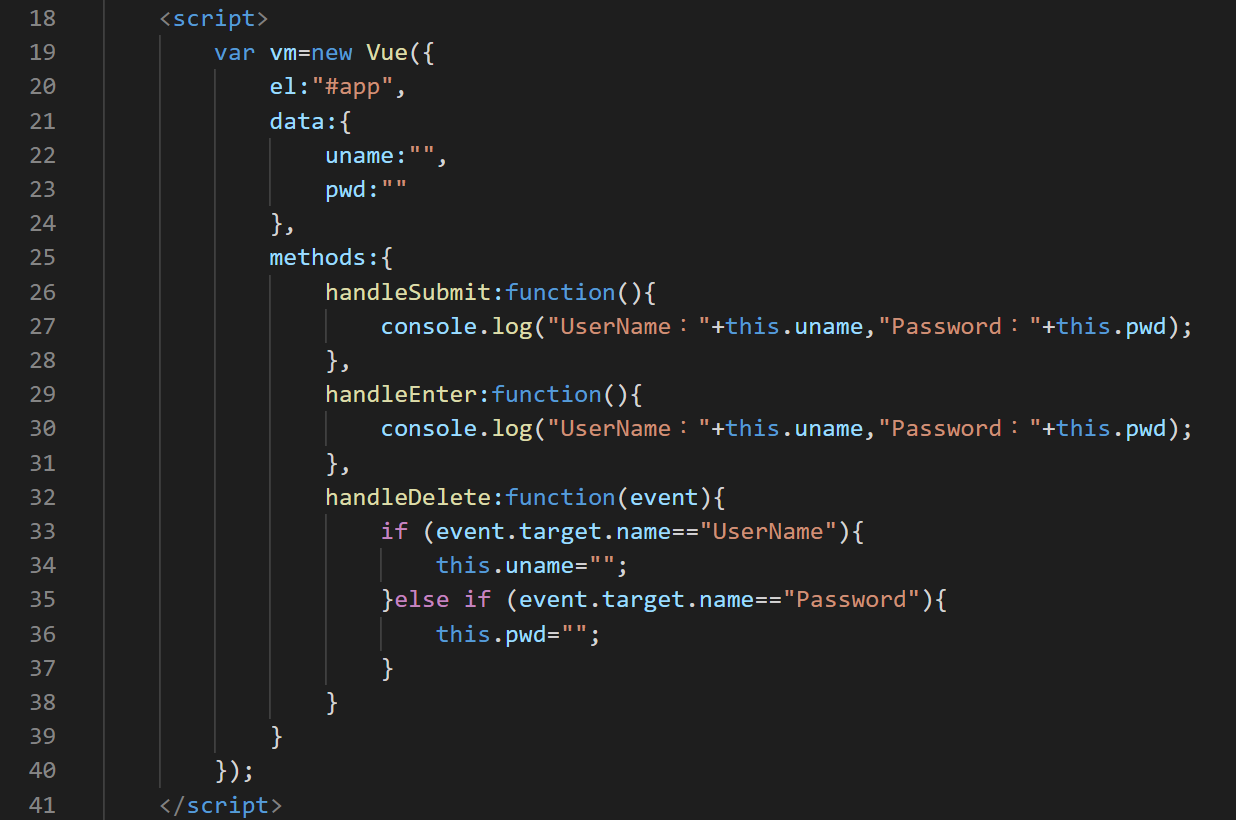 18 <script>
19 var vm=new Vue({
20 el:"#app",
21 data:{
22 uname:"",
23 pwd:""
24 },
25 methods:{
26 handleSubmit:function(){
27 console.log("UserName："+this.uname,"Password："+this.pwd);
28 },
29 handleEnter:function(){
30 console.log("UserName："+this.uname,"Password："+this.pwd);
31 },
32 handleDelete:function(event){
33 if (event.target.name=="UserName"){
34 this.uname="";
35 }else if (event.target.name=="Password"){
36 this.pwd="";
37 }
38 }
39 }
40 });
41 </script>